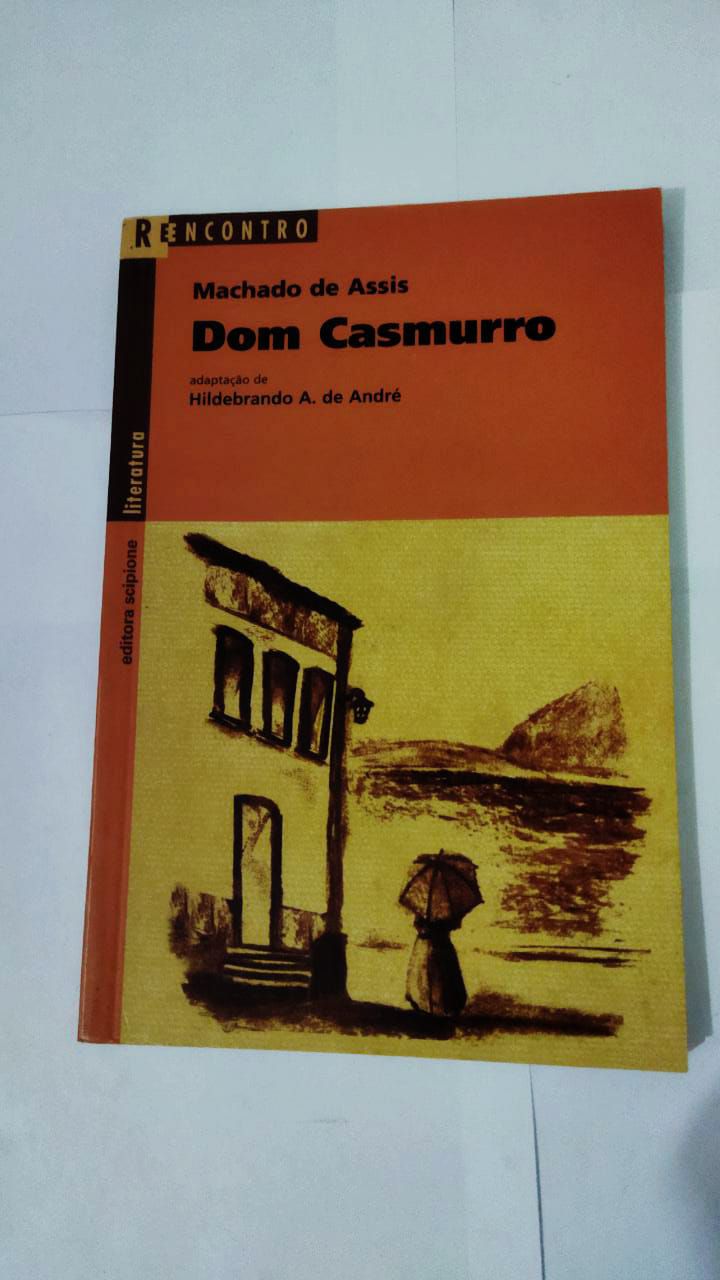 REENCONTRO
Machado de Assis
Dom Casmurro
adaptação de
Hildebrando A. de André
literatura
editora scipione